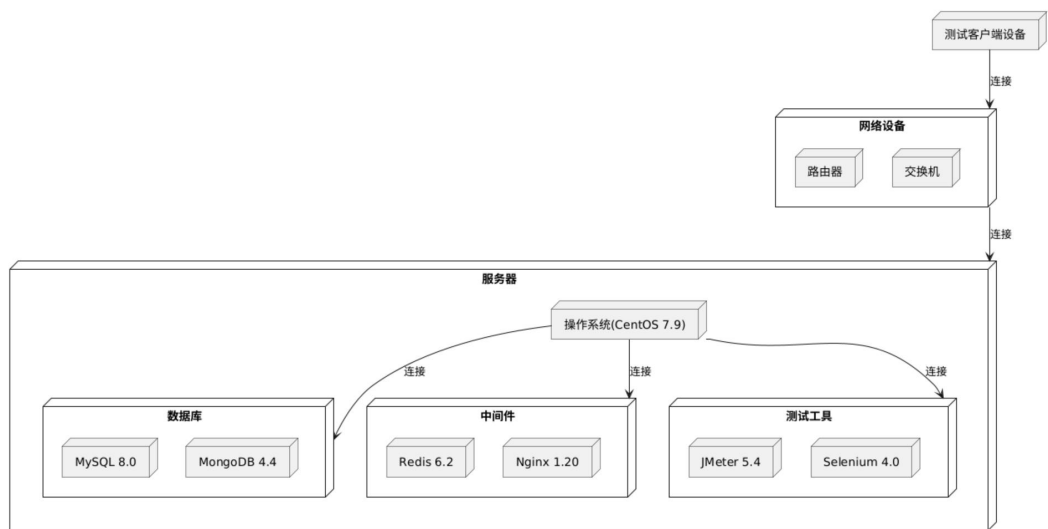 测试客户端设备
连接
网络设备
路由器
交换机
连接
服务器
操作系统(CentOS 7.9)
连接
连接
连接
数据库
中间件
测试工具
MySQL 8.0
MongoDB 4.4
Redis 6.2
Nginx 1.20
JMeter 5.4
Selenium 4.0